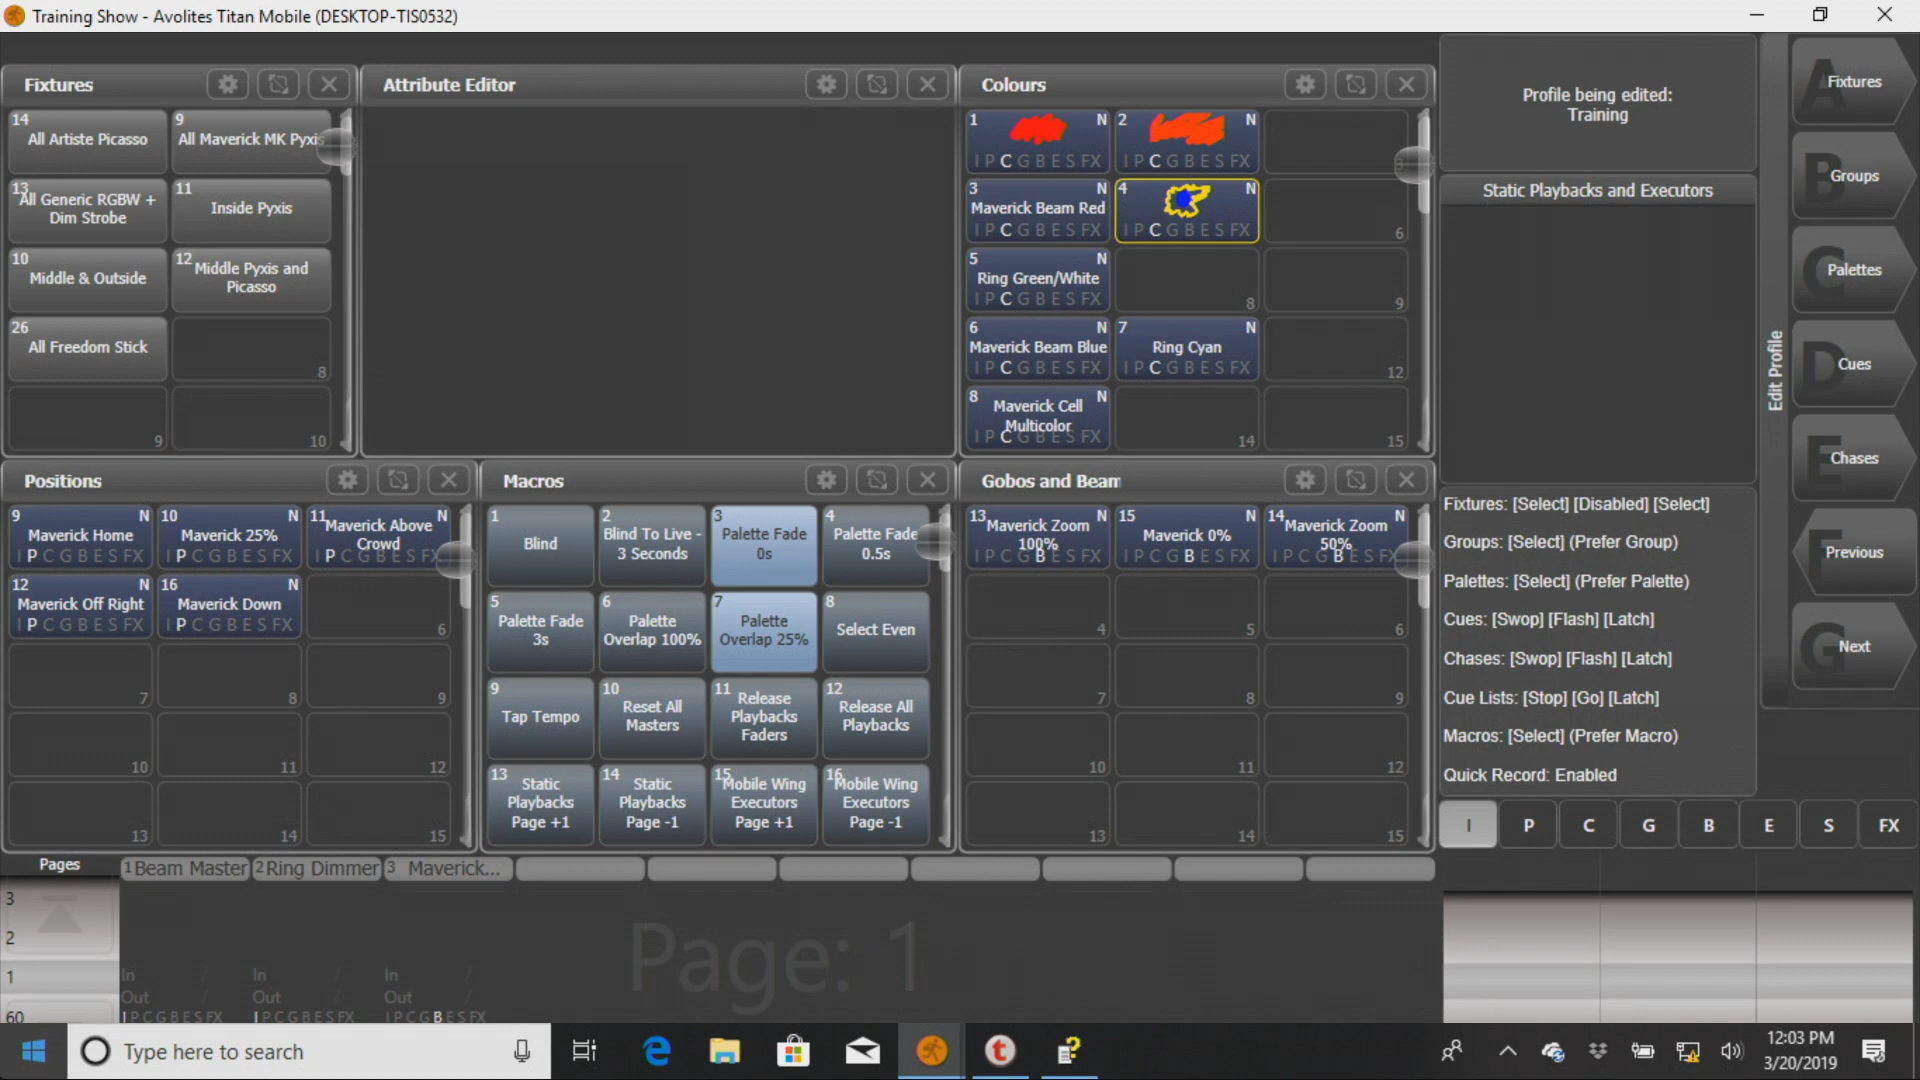 Training Show - Avolites Titan Mobile (DESKTOP-TIS0532)
Fixtures
14
All Artiste Picasso
9
All Maverick MK Pyxis
13
All Generic RGBW +
Dim Strobe
11
Inside Pyxis
10
Middle & Outside
12
Middle Pyxis and
Picasso
26
All Freedom Stick
8
9
10
Attribute Editor
Colours
1 N
I P C G B E S FX
2 N
I P C G B E S FX
3 N
Maverick Beam Red
I P C G B E S FX
4 N
I P C G B E S FX
6
5 N
Ring Green/White
I P C G B E S FX
8
9
6 N
Maverick Beam Blue
I P C G B E S FX
7 N
Ring Cyan
I P C G B E S FX
12
8 N
Maverick Cell
Multicolor
I P C G B E S FX
14
15
Positions
9 N
Maverick Home
I P C G B E S FX
10 N
Maverick 25%
I P C G B E S FX
11 N
Maverick Above
Crowd
I P C G B E S FX
12 N
Maverick Off Right
I P C G B E S FX
16 N
Maverick Down
I P C G B E S FX
6
7
8
9
10
11
12
13
14
15
Macros
1
Blind
2
Blind To Live -
3 Seconds
3
Palette Fade
0s
4
Palette Fade
0.5s
5
Palette Fade
3s
6
Palette
Overlap 100%
7
Palette
Overlap 25%
8
Select Even
9
Tap Tempo
10
Reset All
Masters
11
Release
Playbacks
Faders
12
Release All
Playbacks
13
Static
Playbacks
Page +1
14
Static
Playbacks
Page -1
15
Mobile Wing
Executors
Page +1
16
Mobile Wing
Executors
Page -1
Gobos and Beam
13 N
Maverick Zoom
100%
I P C G B E S FX
15 N
Maverick 0%
I P C G B E S FX
14 N
Maverick Zoom
50%
I P C G B E S FX
4
5
6
7
8
9
10
11
12
13
14
15
Profile being edited:
Training
Static Playbacks and Executors
Fixtures: [Select] [Disabled] [Select]
Groups: [Select] (Prefer Group)
Palettes: [Select] (Prefer Palette)
Cues: [Swop] [Flash] [Latch]
Chases: [Swop] [Flash] [Latch]
Cue Lists: [Stop] [Go] [Latch]
Macros: [Select] (Prefer Macro)
Quick Record: Enabled
I P C G B E S FX
Edit Profile
A Fixtures
B Groups
C Palettes
D Cues
E Chases
F Previous
G Next
Pages
1 Beam Master
2 Ring Dimmer
3 Maverick...
3
2
1
60
Page: 1
In /
Out /
I P C G B E S FX
In /
Out /
I P C G B E S FX
In /
Out /
I P C G B E S FX
Type here to search
12:03 PM
3/20/2019